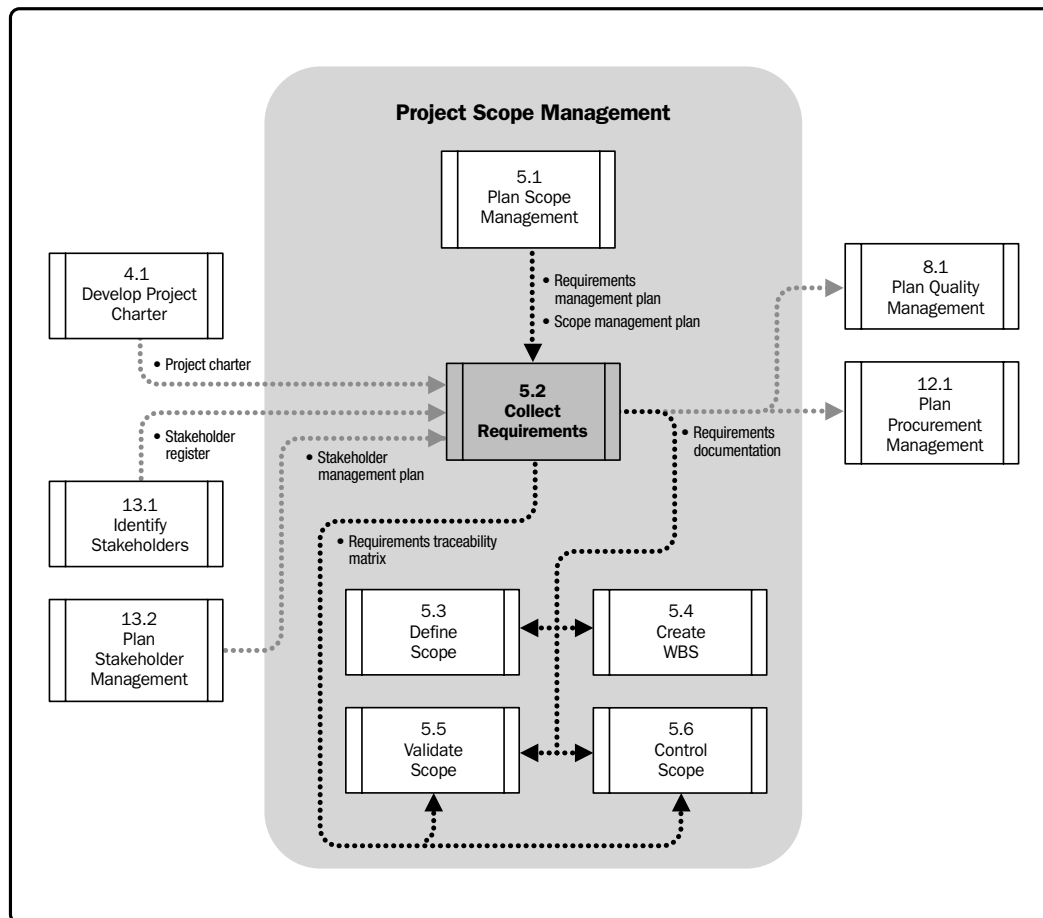 Project Scope Management
5.1
Plan Scope
Management
4.1
Develop Project
Charter
8.1
Plan Quality
Management
• Requirements
management plan
• Scope management plan
• Project charter
5.2
Collect
Requirements
12.1
Plan
Procurement
Management
• Stakeholder
register
• Stakeholder
management plan
• Requirements
documentation
13.1
Identify
Stakeholders
• Requirements traceability
matrix
13.2
Plan
Stakeholder
Management
5.3
Define
Scope
5.4
Create
WBS
5.5
Validate
Scope
5.6
Control
Scope